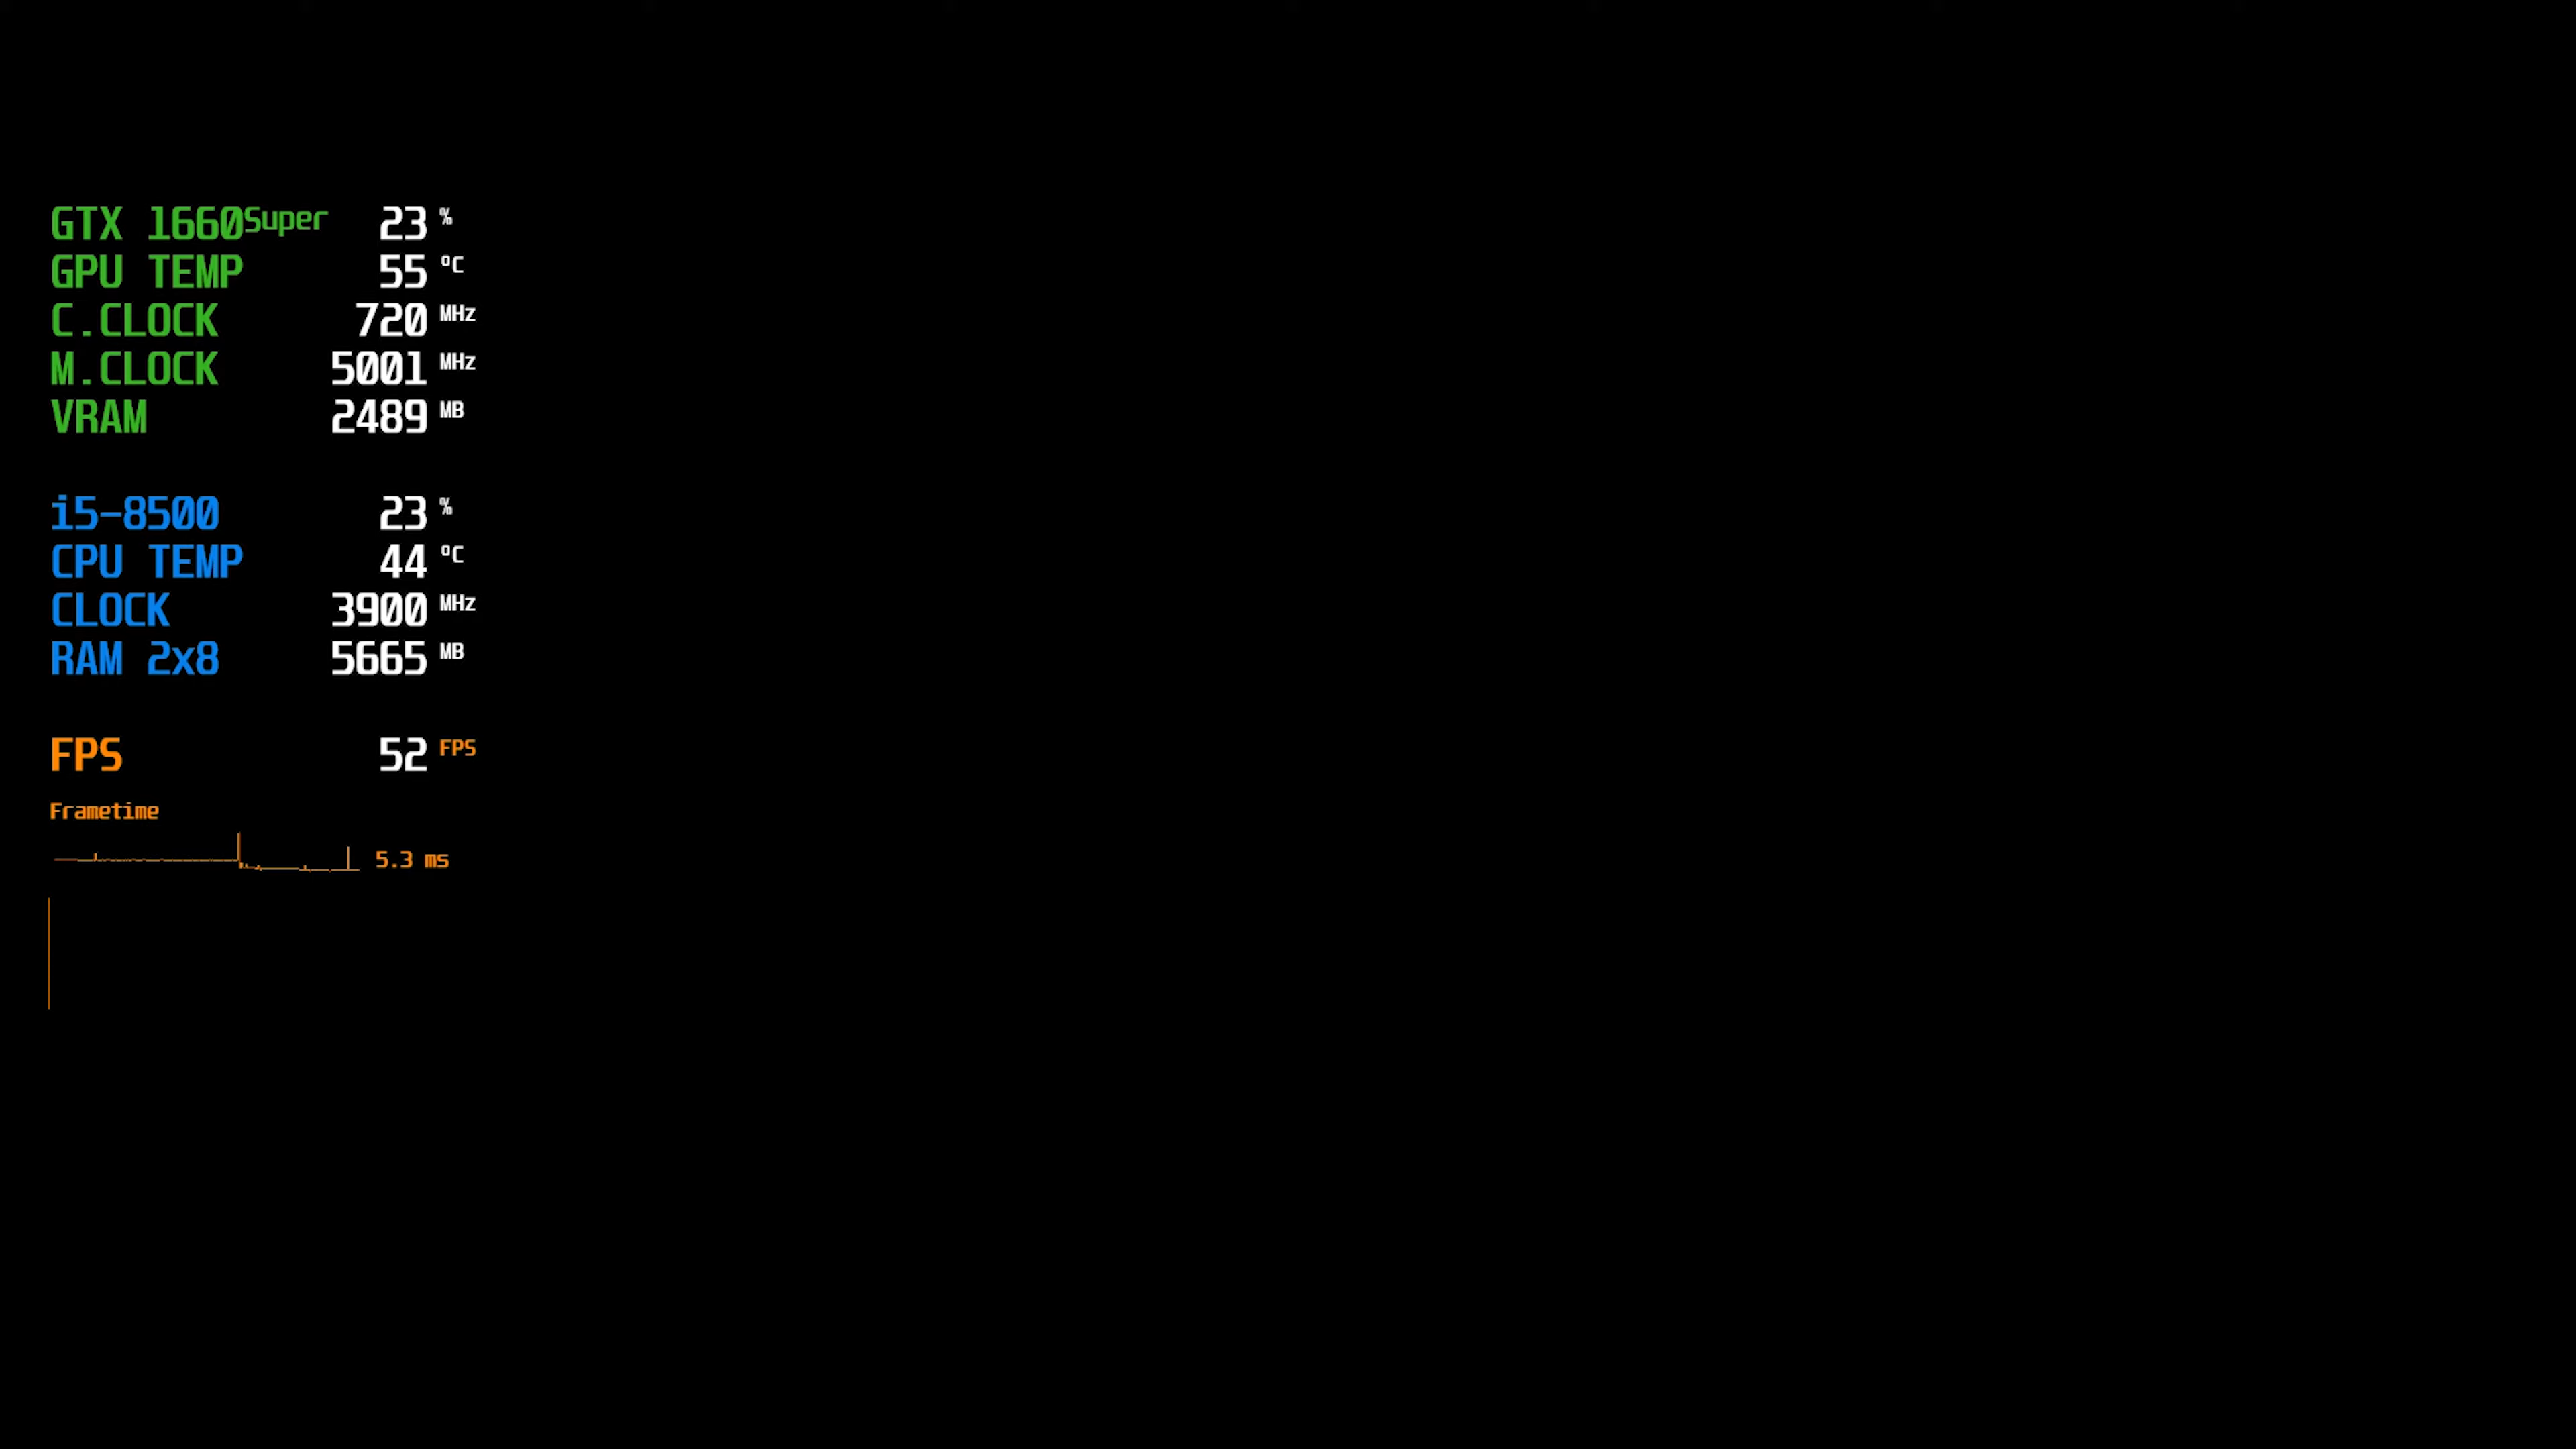 GTX 1660Super 23 %
GPU TEMP 55 °C
C.CLOCK 720 MHz
M.CLOCK 5001 MHz
VRAM 2489 MB
i5-8500 23 %
CPU TEMP 44 °C
CLOCK 3900 MHz
RAM 2x8 5665 MB
FPS 52 FPS
Frametime
5.3 ms